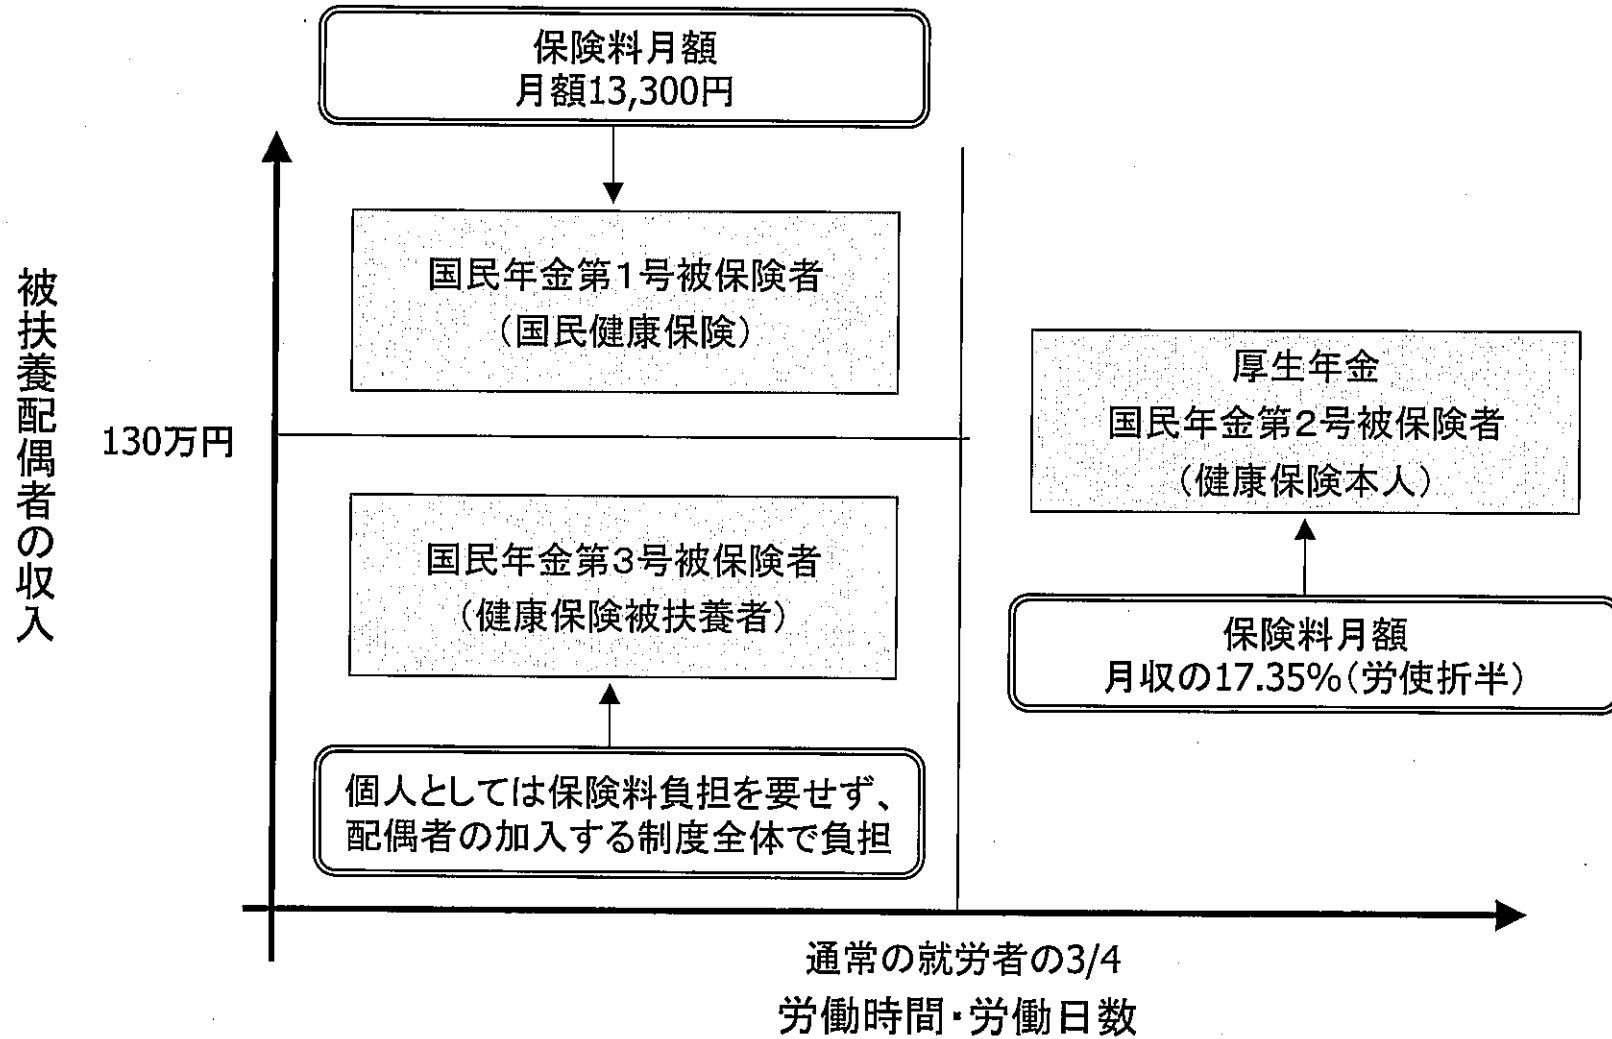 保険料月額
月額13,300円
国民年金第1号被保険者
（国民健康保険）
被扶養配偶者の収入
130万円
厚生年金
国民年金第2号被保険者
（健康保険本人）
国民年金第3号被保険者
（健康保険被扶養者）
保険料月額
月収の17.35%（労使折半）
個人としては保険料負担を要せず、
配偶者の加入する制度全体で負担
通常の就労者の3/4
労働時間・労働日数